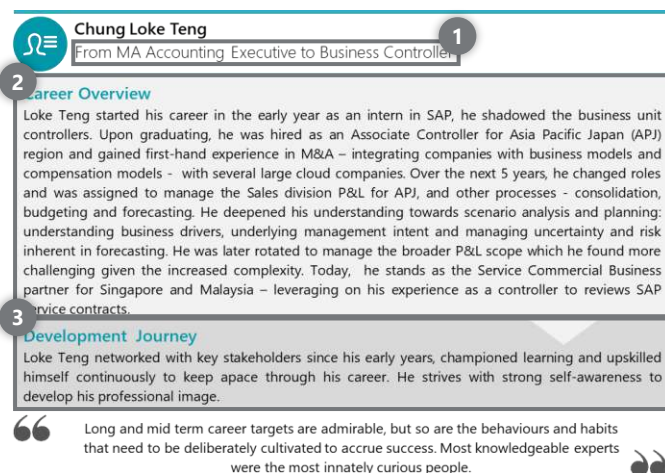 Chung Loke Teng
1
From MA Accounting Executive to Business Controller
2
Career Overview
Loke Teng started his career in the early year as an intern in SAP, he shadowed the business unit
controllers. Upon graduating, he was hired as an Associate Controller for Asia Pacific Japan (APJ)
region and gained first-hand experience in M&A – integrating companies with business models and
compensation models - with several large cloud companies. Over the next 5 years, he changed roles
and was assigned to manage the Sales division P&L for APJ, and other processes - consolidation,
budgeting and forecasting. He deepened his understanding towards scenario analysis and planning:
understanding business drivers, underlying management intent and managing uncertainty and risk
inherent in forecasting. He was later rotated to manage the broader P&L scope which he found more
challenging given the increased complexity. Today, he stands as the Service Commercial Business
partner for Singapore and Malaysia – leveraging on his experience as a controller to reviews SAP
service contracts.
3
Development Journey
Loke Teng networked with key stakeholders since his early years, championed learning and upskilled
himself continuously to keep apace through his career. He strives with strong self-awareness to
develop his professional image.
“ Long and mid term career targets are admirable, but so are the behaviours and habits
that need to be deliberately cultivated to accrue success. Most knowledgeable experts
were the most innately curious people. ”